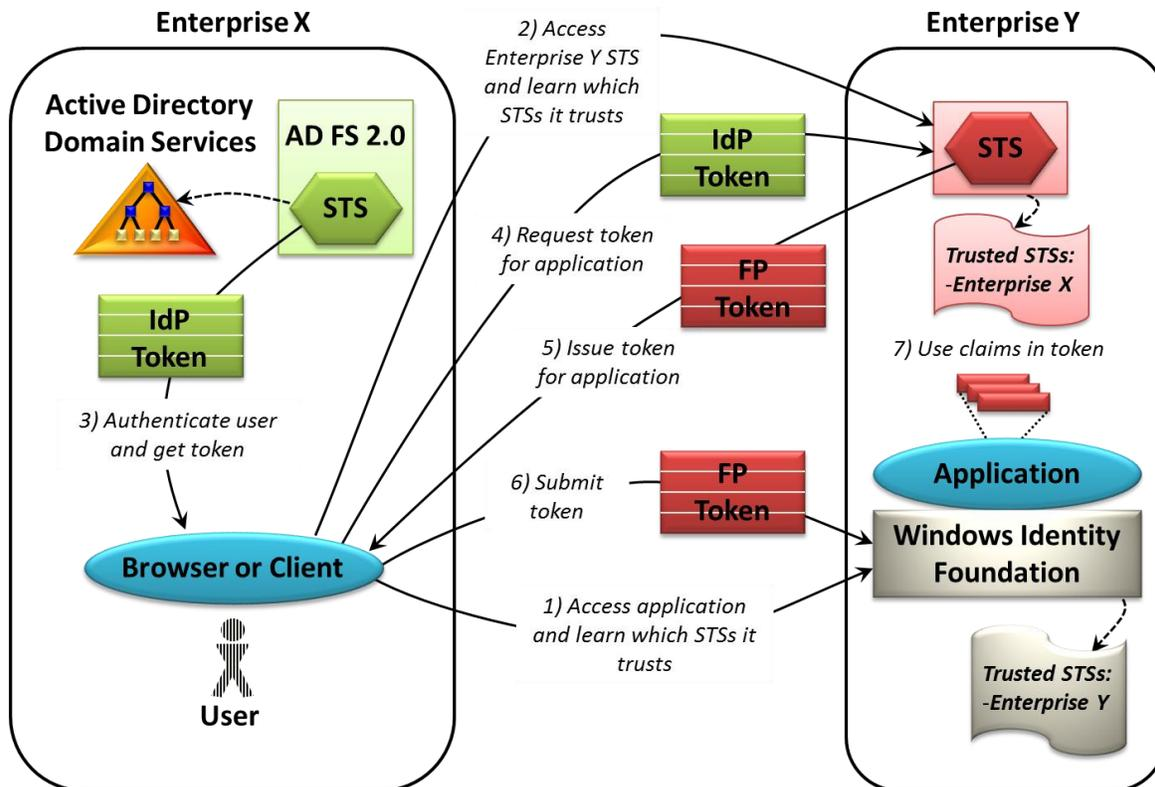 Enterprise X
Active Directory
Domain Services
AD FS 2.0
STS
IdP
Token
3) Authenticate user
and get token
Browser or Client
User
2) Access
Enterprise Y STS
and learn which
STSs it trusts
IdP
Token
4) Request token
for application
FP
Token
5) Issue token
for application
6) Submit
token
FP
Token
1) Access application
and learn which STSs it
trusts
Enterprise Y
STS
Trusted STSs:
-Enterprise X
7) Use claims in token
Application
Windows Identity
Foundation
Trusted STSs:
-Enterprise Y